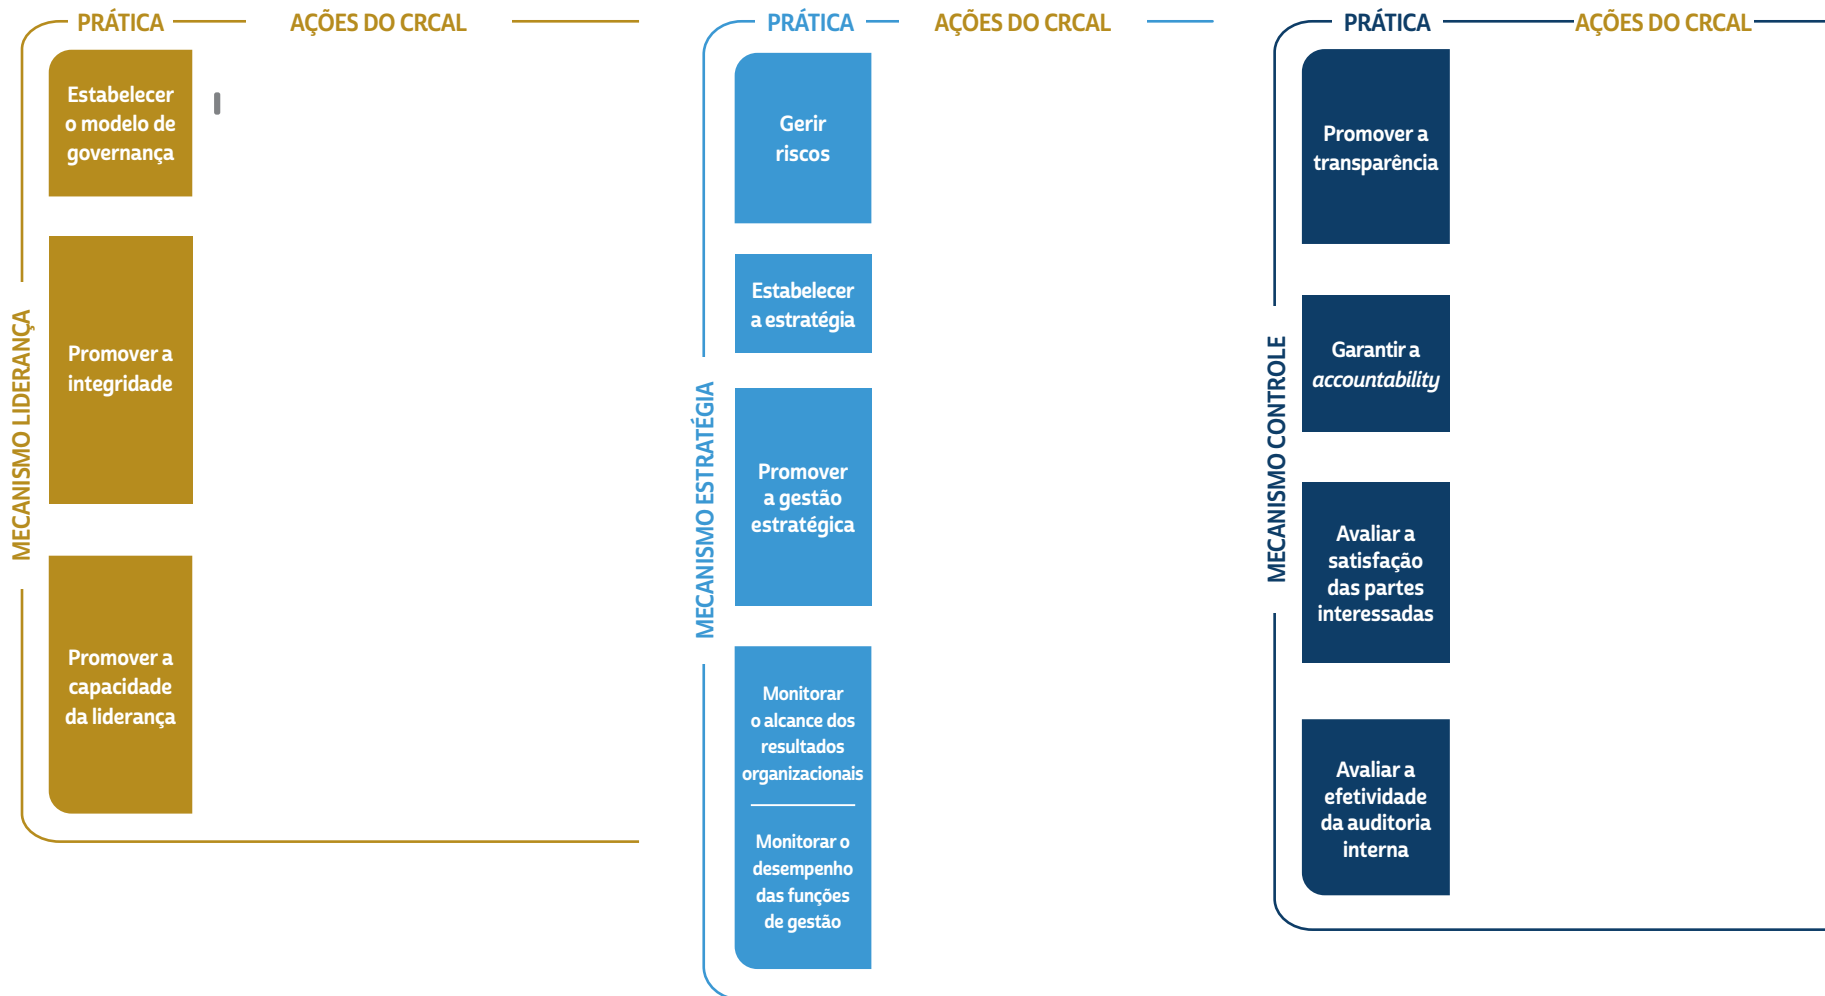 PRÁTICA
AÇÕES DO CRCAL
Estabelecer
o modelo de
governança
Promover a
integridade
Promover a
capacidade
da liderança
MECANISMO LIDERANÇA
PRÁTICA
AÇÕES DO CRCAL
Gerir
riscos
Estabelecer
a estratégia
Promover
a gestão
estratégica
Monitorar
o alcance dos
resultados
organizacionais
Monitorar o
desempenho
das funções
de gestão
MECANISMO ESTRATÉGIA
PRÁTICA
AÇÕES DO CRCAL
Promover a
transparência
Garantir a
accountability
Avaliar a
satisfação
das partes
interessadas
Avaliar a
efetividade
da auditoria
interna
MECANISMO CONTROLE